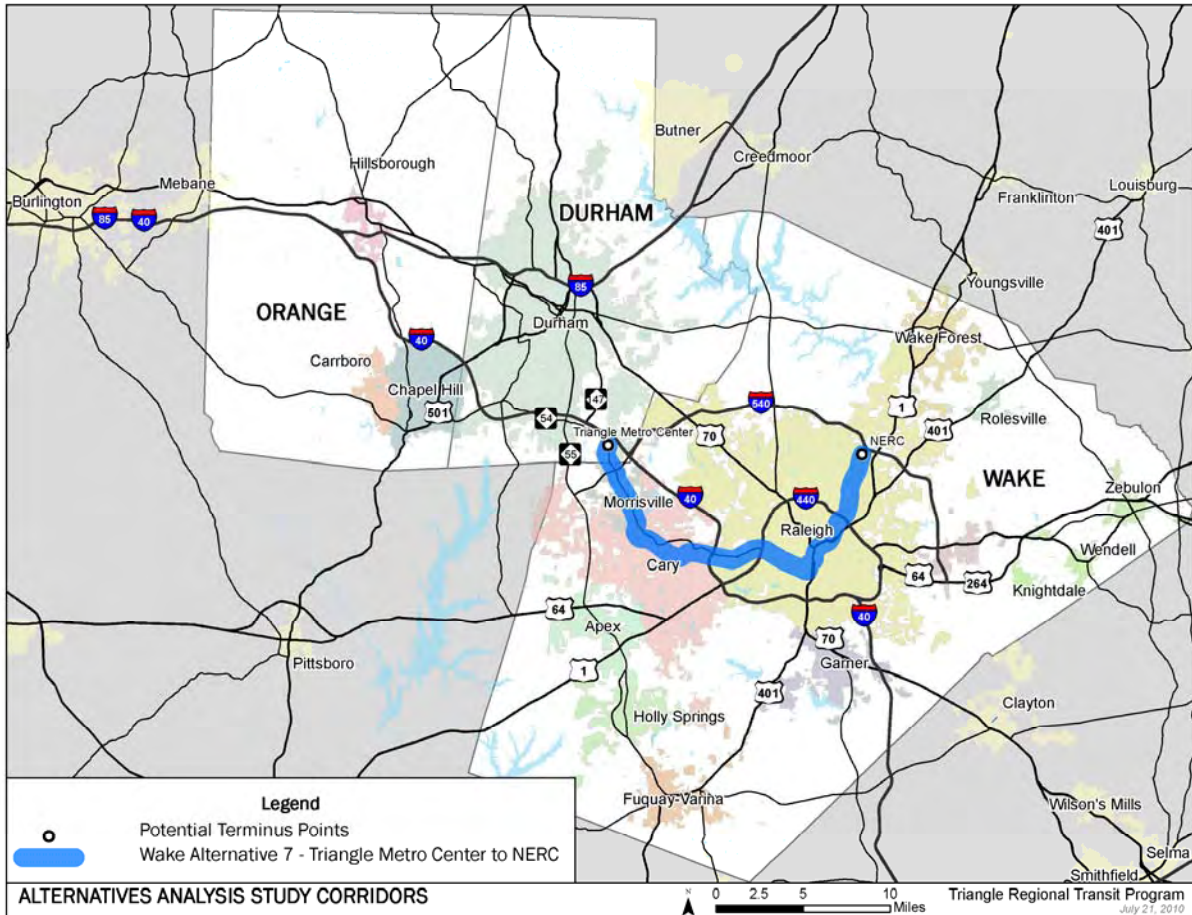 Butner
Creedmoor
Hillsborough
Mebane
Burlington
Louisburg
Franklinton
85
40
DURHAM
401
85
Youngsville
ORANGE
Durham
40
Wake Forest
Carrboro
Chapel Hill
501
47
540
54
1
Rolesville
Triangle Metro Center
70
401
NERC
55
WAKE
Morrisville
40
440
Zebulon
Raleigh
Wendell
Cary
64
264
Knightdale
64
40
Apex
70
Pittsboro
Garner
1
401
Clayton
Holly Springs
Fuquay-Varina
Wilson's Mills
Selma
Smithfield
Legend
Potential Terminus Points
Wake Alternative 7 - Triangle Metro Center to NERC
ALTERNATIVES ANALYSIS STUDY CORRIDORS
N
0 2.5 5 10
Miles
Triangle Regional Transit Program
July 21, 2010